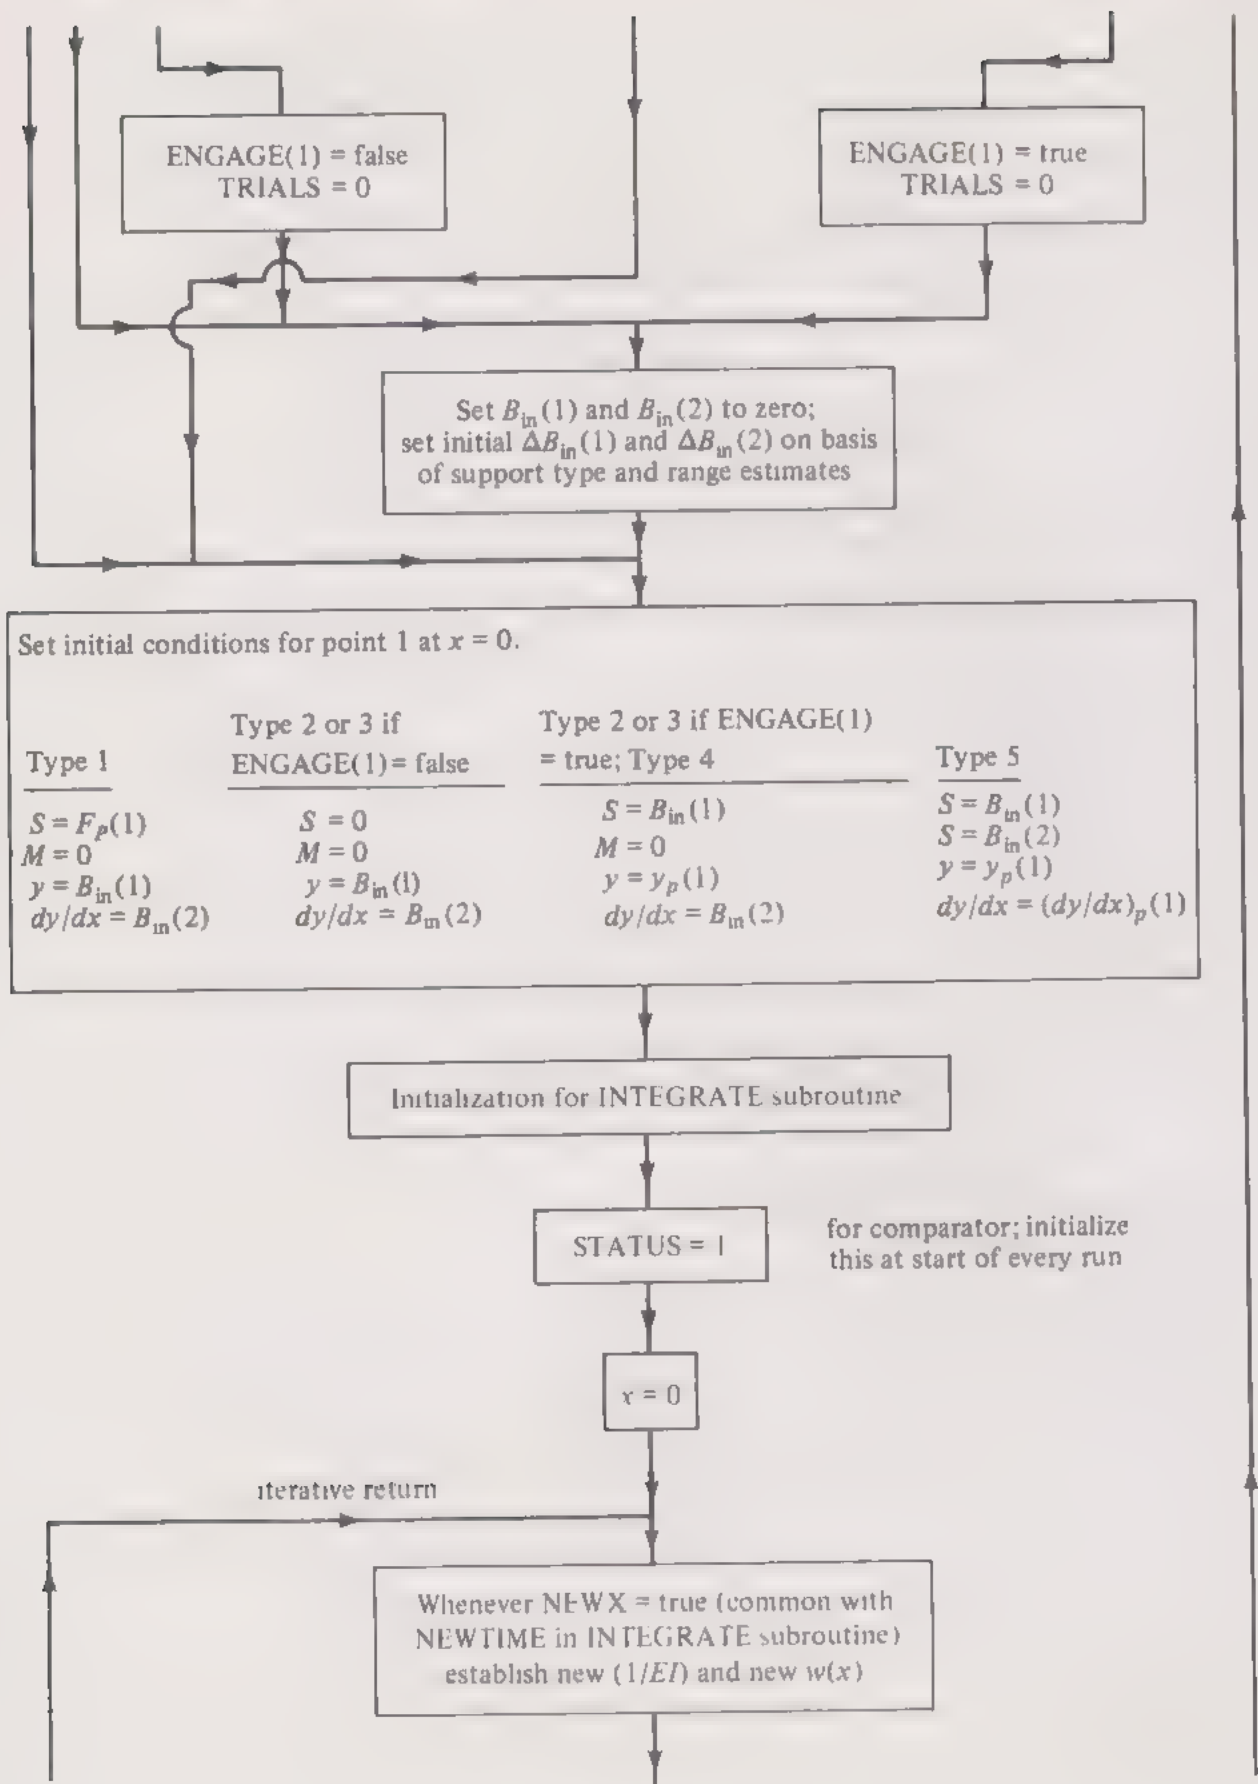 ENGAGE(1) = false
TRIALS = 0
ENGAGE(1) = true
TRIALS = 0
Set B_in(1) and B_in(2) to zero;
set initial ΔB_in(1) and ΔB_in(2) on basis
of support type and range estimates
Set initial conditions for point 1 at x = 0.
Type 1
S = F_p(1)
M = 0
y = B_in(1)
dy/dx = B_in(2)
Type 2 or 3 if
ENGAGE(1) = false
S = 0
M = 0
y = B_in(1)
dy/dx = B_in(2)
Type 2 or 3 if ENGAGE(1)
= true; Type 4
S = B_in(1)
M = 0
y = y_p(1)
dy/dx = B_in(2)
Type 5
S = B_in(1)
S = B_in(2)
y = y_p(1)
dy/dx = (dy/dx)_p(1)
Initialization for INTEGRATE subroutine
STATUS = 1
for comparator; initialize
this at start of every run
x = 0
iterative return
Whenever NEWX = true (common with
NEWTIME in INTEGRATE subroutine)
establish new (1/EI) and new w(x)